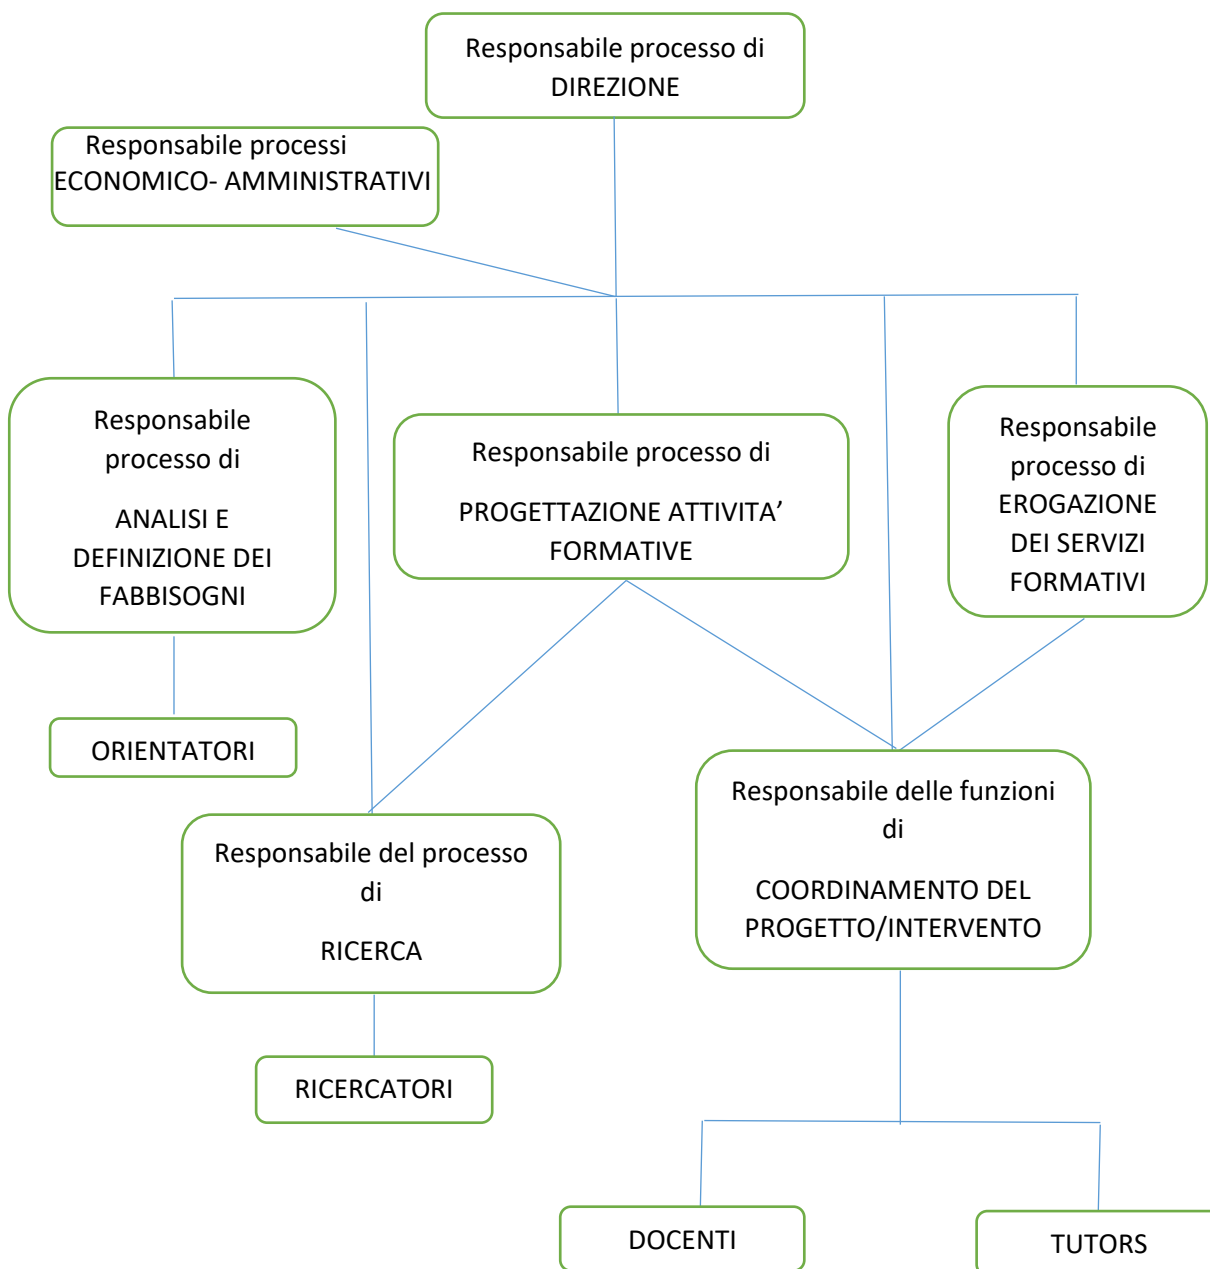 Responsabile processo di
DIREZIONE
Responsabile processi
ECONOMICO- AMMINISTRATIVI
Responsabile
processo di
ANALISI E
DEFINIZIONE DEI
FABBISOGNI
Responsabile processo di
PROGETTAZIONE ATTIVITA’
FORMATIVE
Responsabile
processo di
EROGAZIONE
DEI SERVIZI
FORMATIVI
ORIENTATORI
Responsabile delle funzioni
di
COORDINAMENTO DEL
PROGETTO/INTERVENTO
Responsabile del processo
di
RICERCA
RICERCATORI
DOCENTI
TUTORS